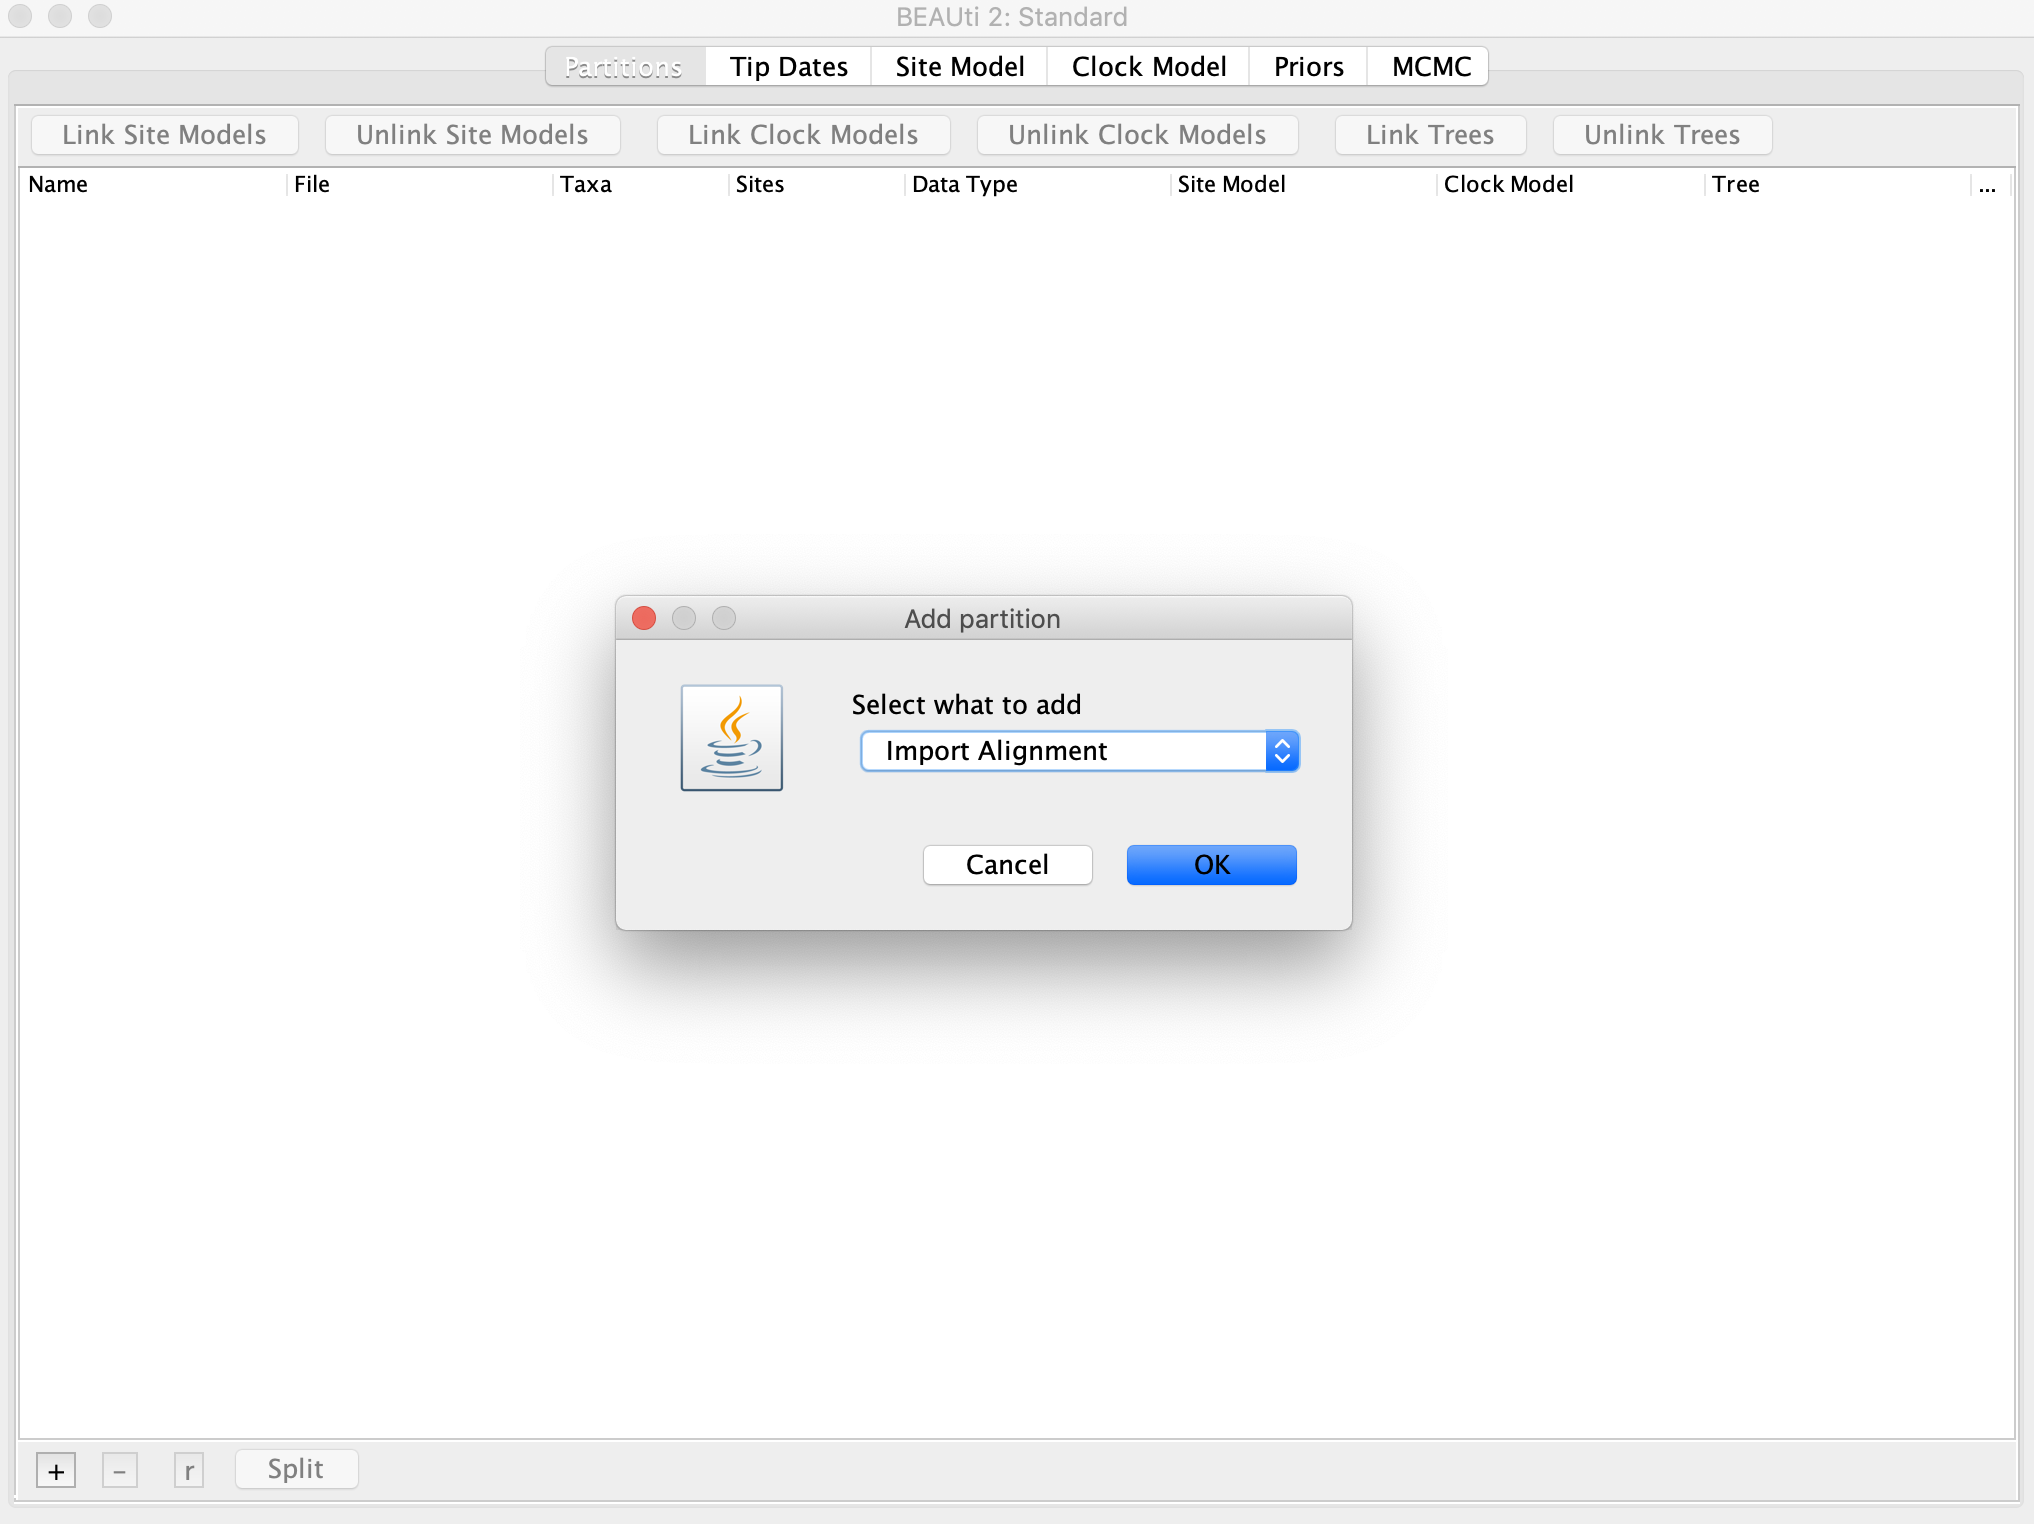 BEAUti 2: Standard
Partitions Tip Dates Site Model Clock Model Priors MCMC
Link Site Models Unlink Site Models Link Clock Models Unlink Clock Models Link Trees Unlink Trees
Name File Taxa Sites Data Type Site Model Clock Model Tree ...
Add partition
Select what to add
Import Alignment
Cancel OK
+ - r Split